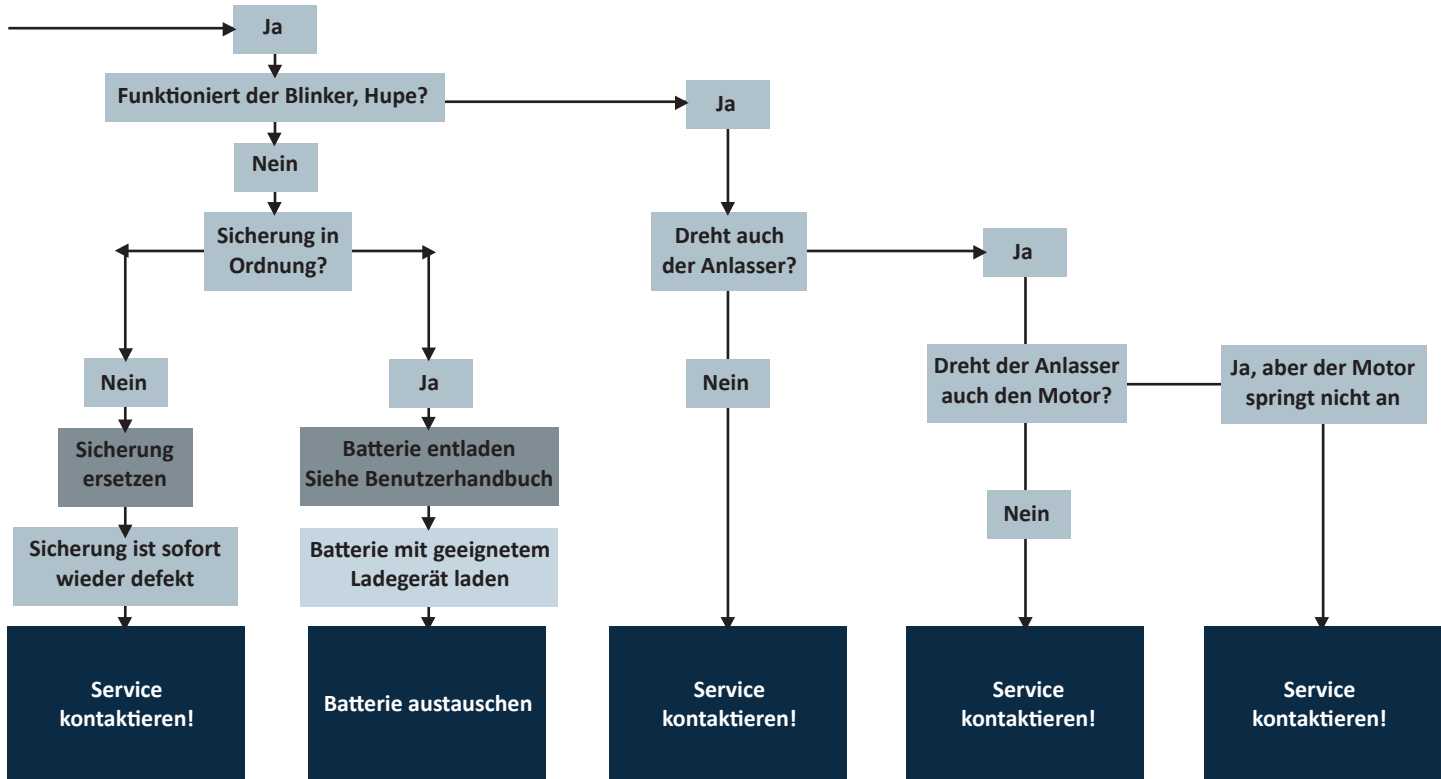 Ja
Funktioniert der Blinker, Hupe?
Ja
Nein
Sicherung in
Ordnung?
Dreht auch
der Anlasser?
Ja
Nein
Ja
Nein
Dreht der Anlasser
auch den Motor?
Ja, aber der Motor
springt nicht an
Sicherung
ersetzen
Batterie entladen
Siehe Benutzerhandbuch
Nein
Sicherung ist sofort
wieder defekt
Batterie mit geeignetem
Ladegerät laden
Service
kontaktieren!
Batterie austauschen
Service
kontaktieren!
Service
kontaktieren!
Service
kontaktieren!